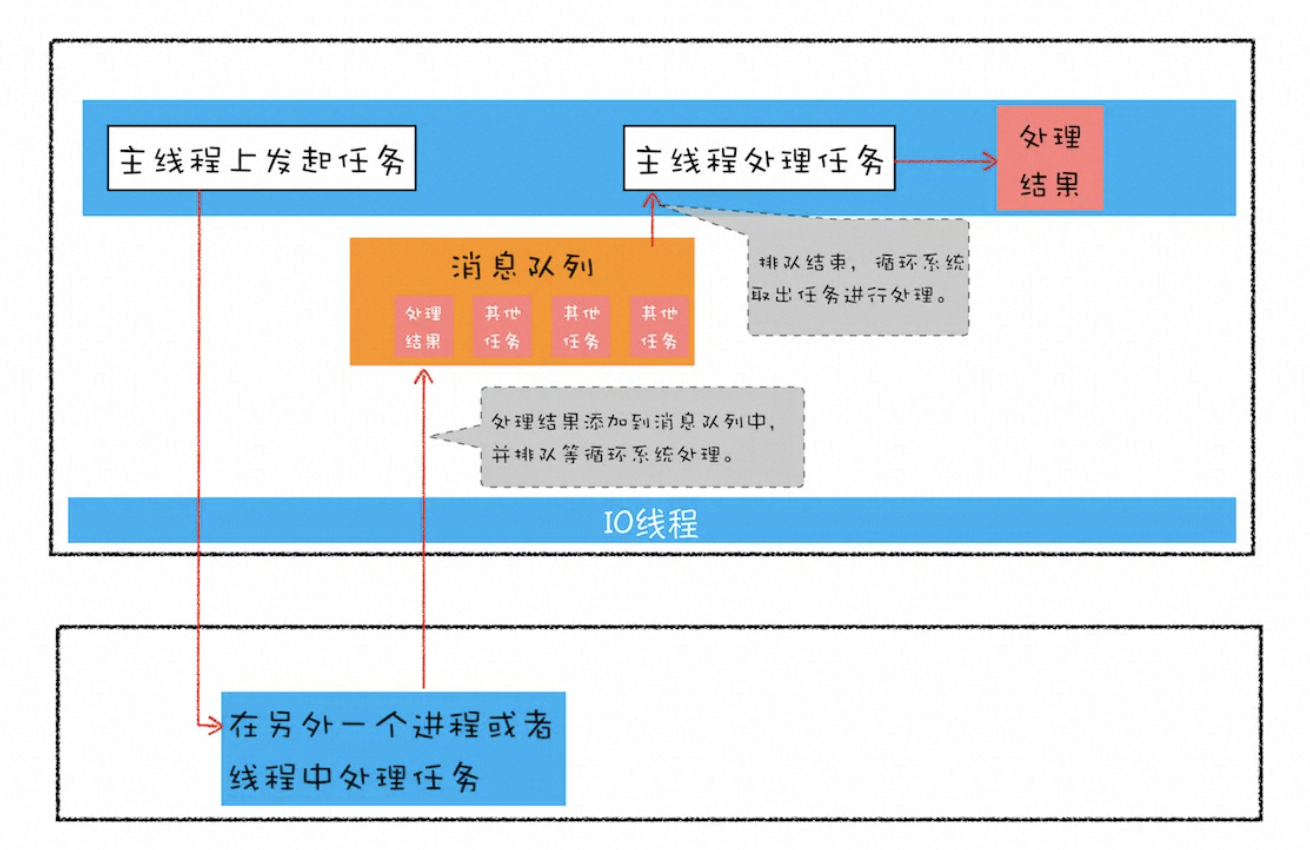 主线程上发起任务
主线程处理任务
处理
结果
消息队列
处理
结果
其他
任务
其他
任务
其他
任务
排队结束，循环系统
取出任务进行处理。
处理结果添加到消息队列中，
并排队等循环系统处理。
IO线程
在另外一个进程或者
线程中处理任务